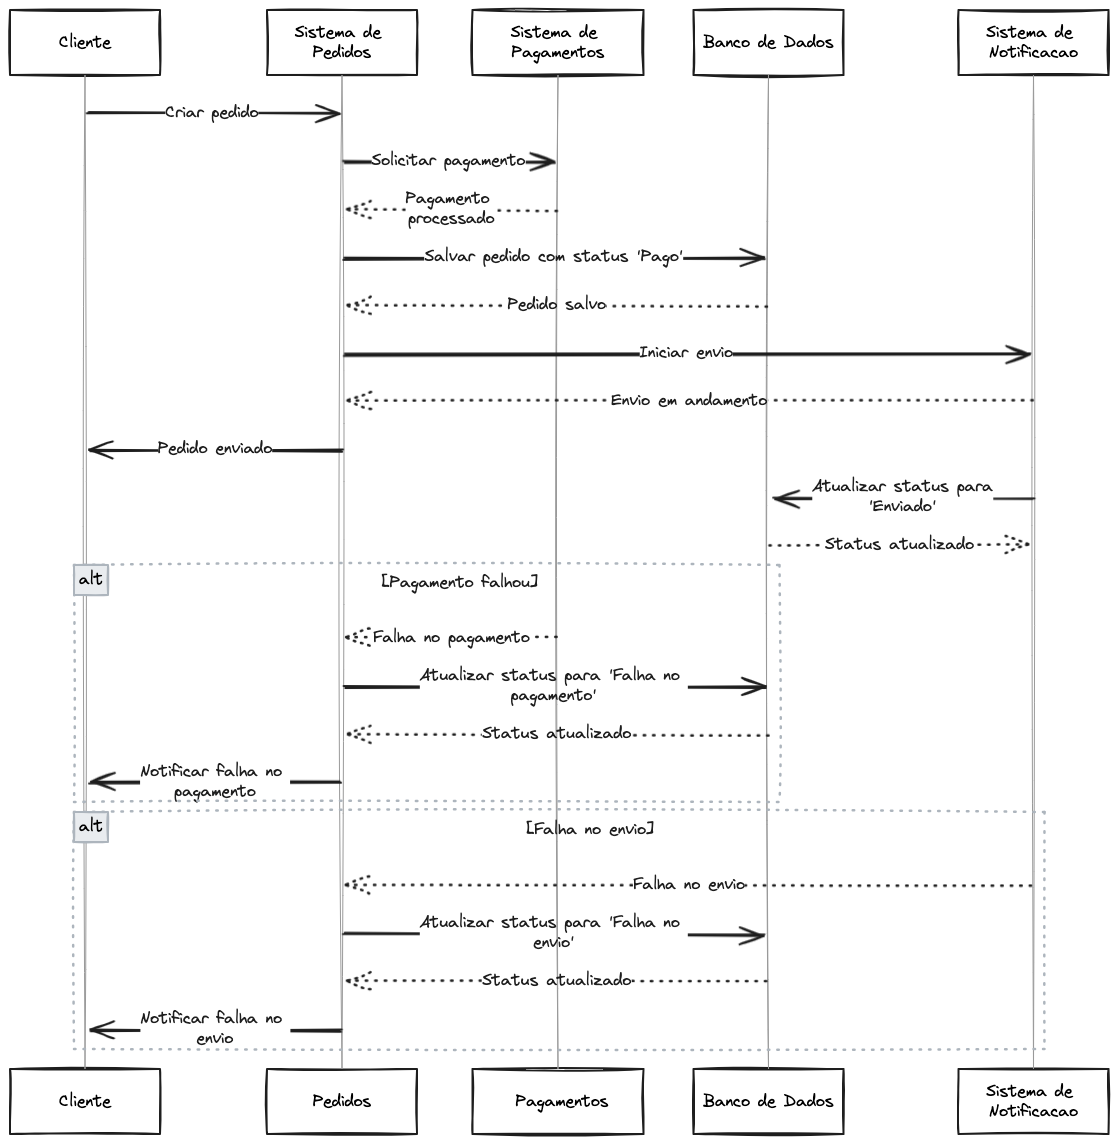 Cliente
Sistema de
Pedidos
Sistema de
Pagamentos
Banco de Dados
Sistema de
Notificacao
Criar pedido
Solicitar pagamento
Pagamento
processado
Salvar pedido com status 'Pago'
Pedido salvo
Iniciar envio
Envio em andamento
Pedido enviado
Atualizar status para
'Enviado'
Status atualizado
alt
[Pagamento falhou]
Falha no pagamento
Atualizar status para 'Falha no
pagamento'
Status atualizado
Notificar falha no
pagamento
alt
[Falha no envio]
Falha no envio
Atualizar status para 'Falha no
envio'
Status atualizado
Notificar falha no
envio
Cliente
Pedidos
Pagamentos
Banco de Dados
Sistema de
Notificacao